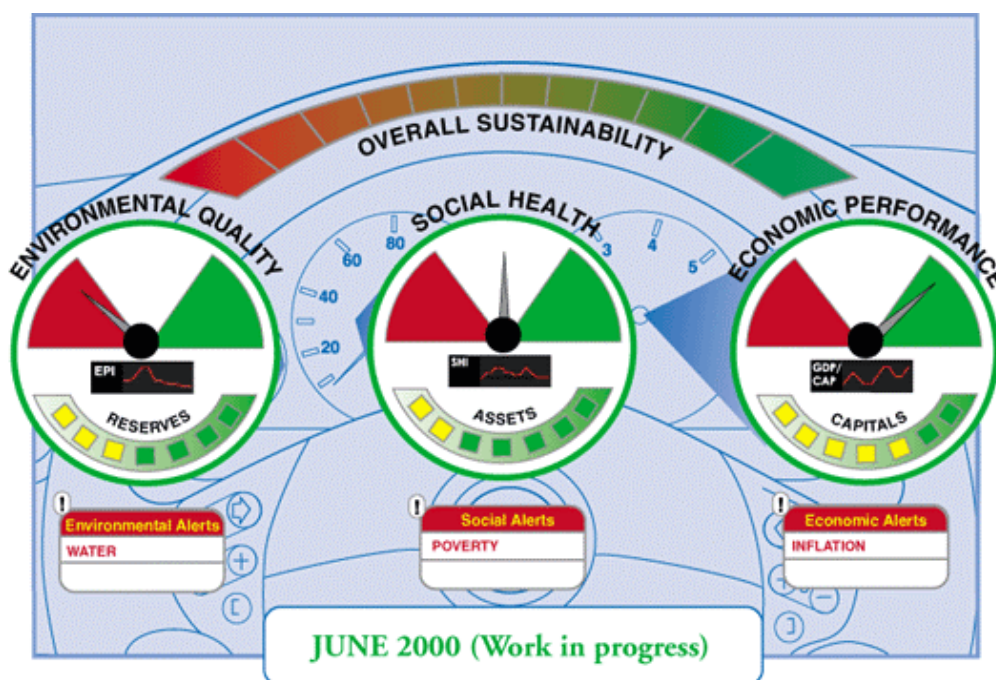 OVERALL SUSTAINABILITY
ENVIRONMENTAL QUALITY
SOCIAL HEALTH
ECONOMIC PERFORMANCE
20
40
60
80
3
4
5
EPI
RESERVES
SHI
ASSETS
GDP/
CAP
CAPITALS
!
Environmental Alerts
WATER
!
Social Alerts
POVERTY
!
Economic Alerts
INFLATION
JUNE 2000 (Work in progress)